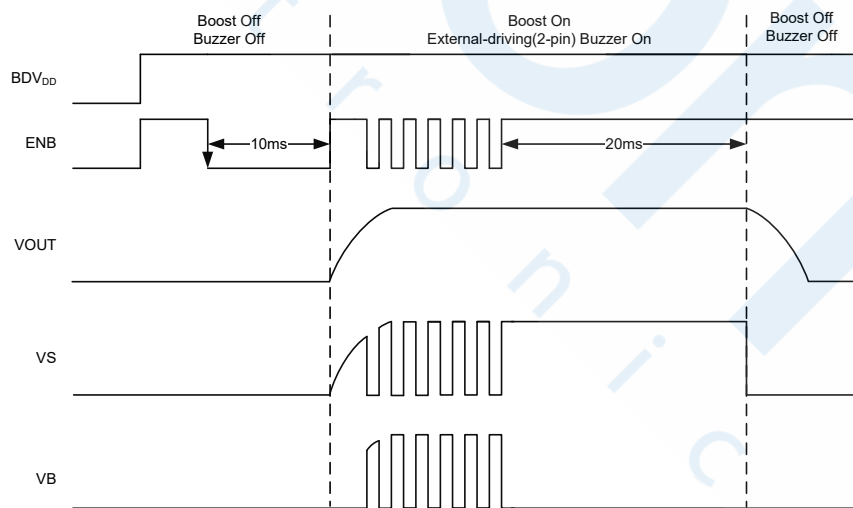 Boost Off
Buzzer Off
Boost On
External-driving(2-pin) Buzzer On
Boost Off
Buzzer Off
BDVDD
ENB
10ms
20ms
VOUT
VS
VB
r
o
n
i
c